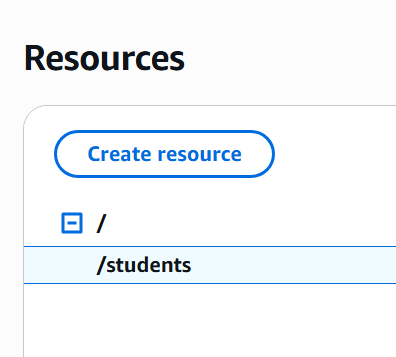 Resources
Create resource
/
/students